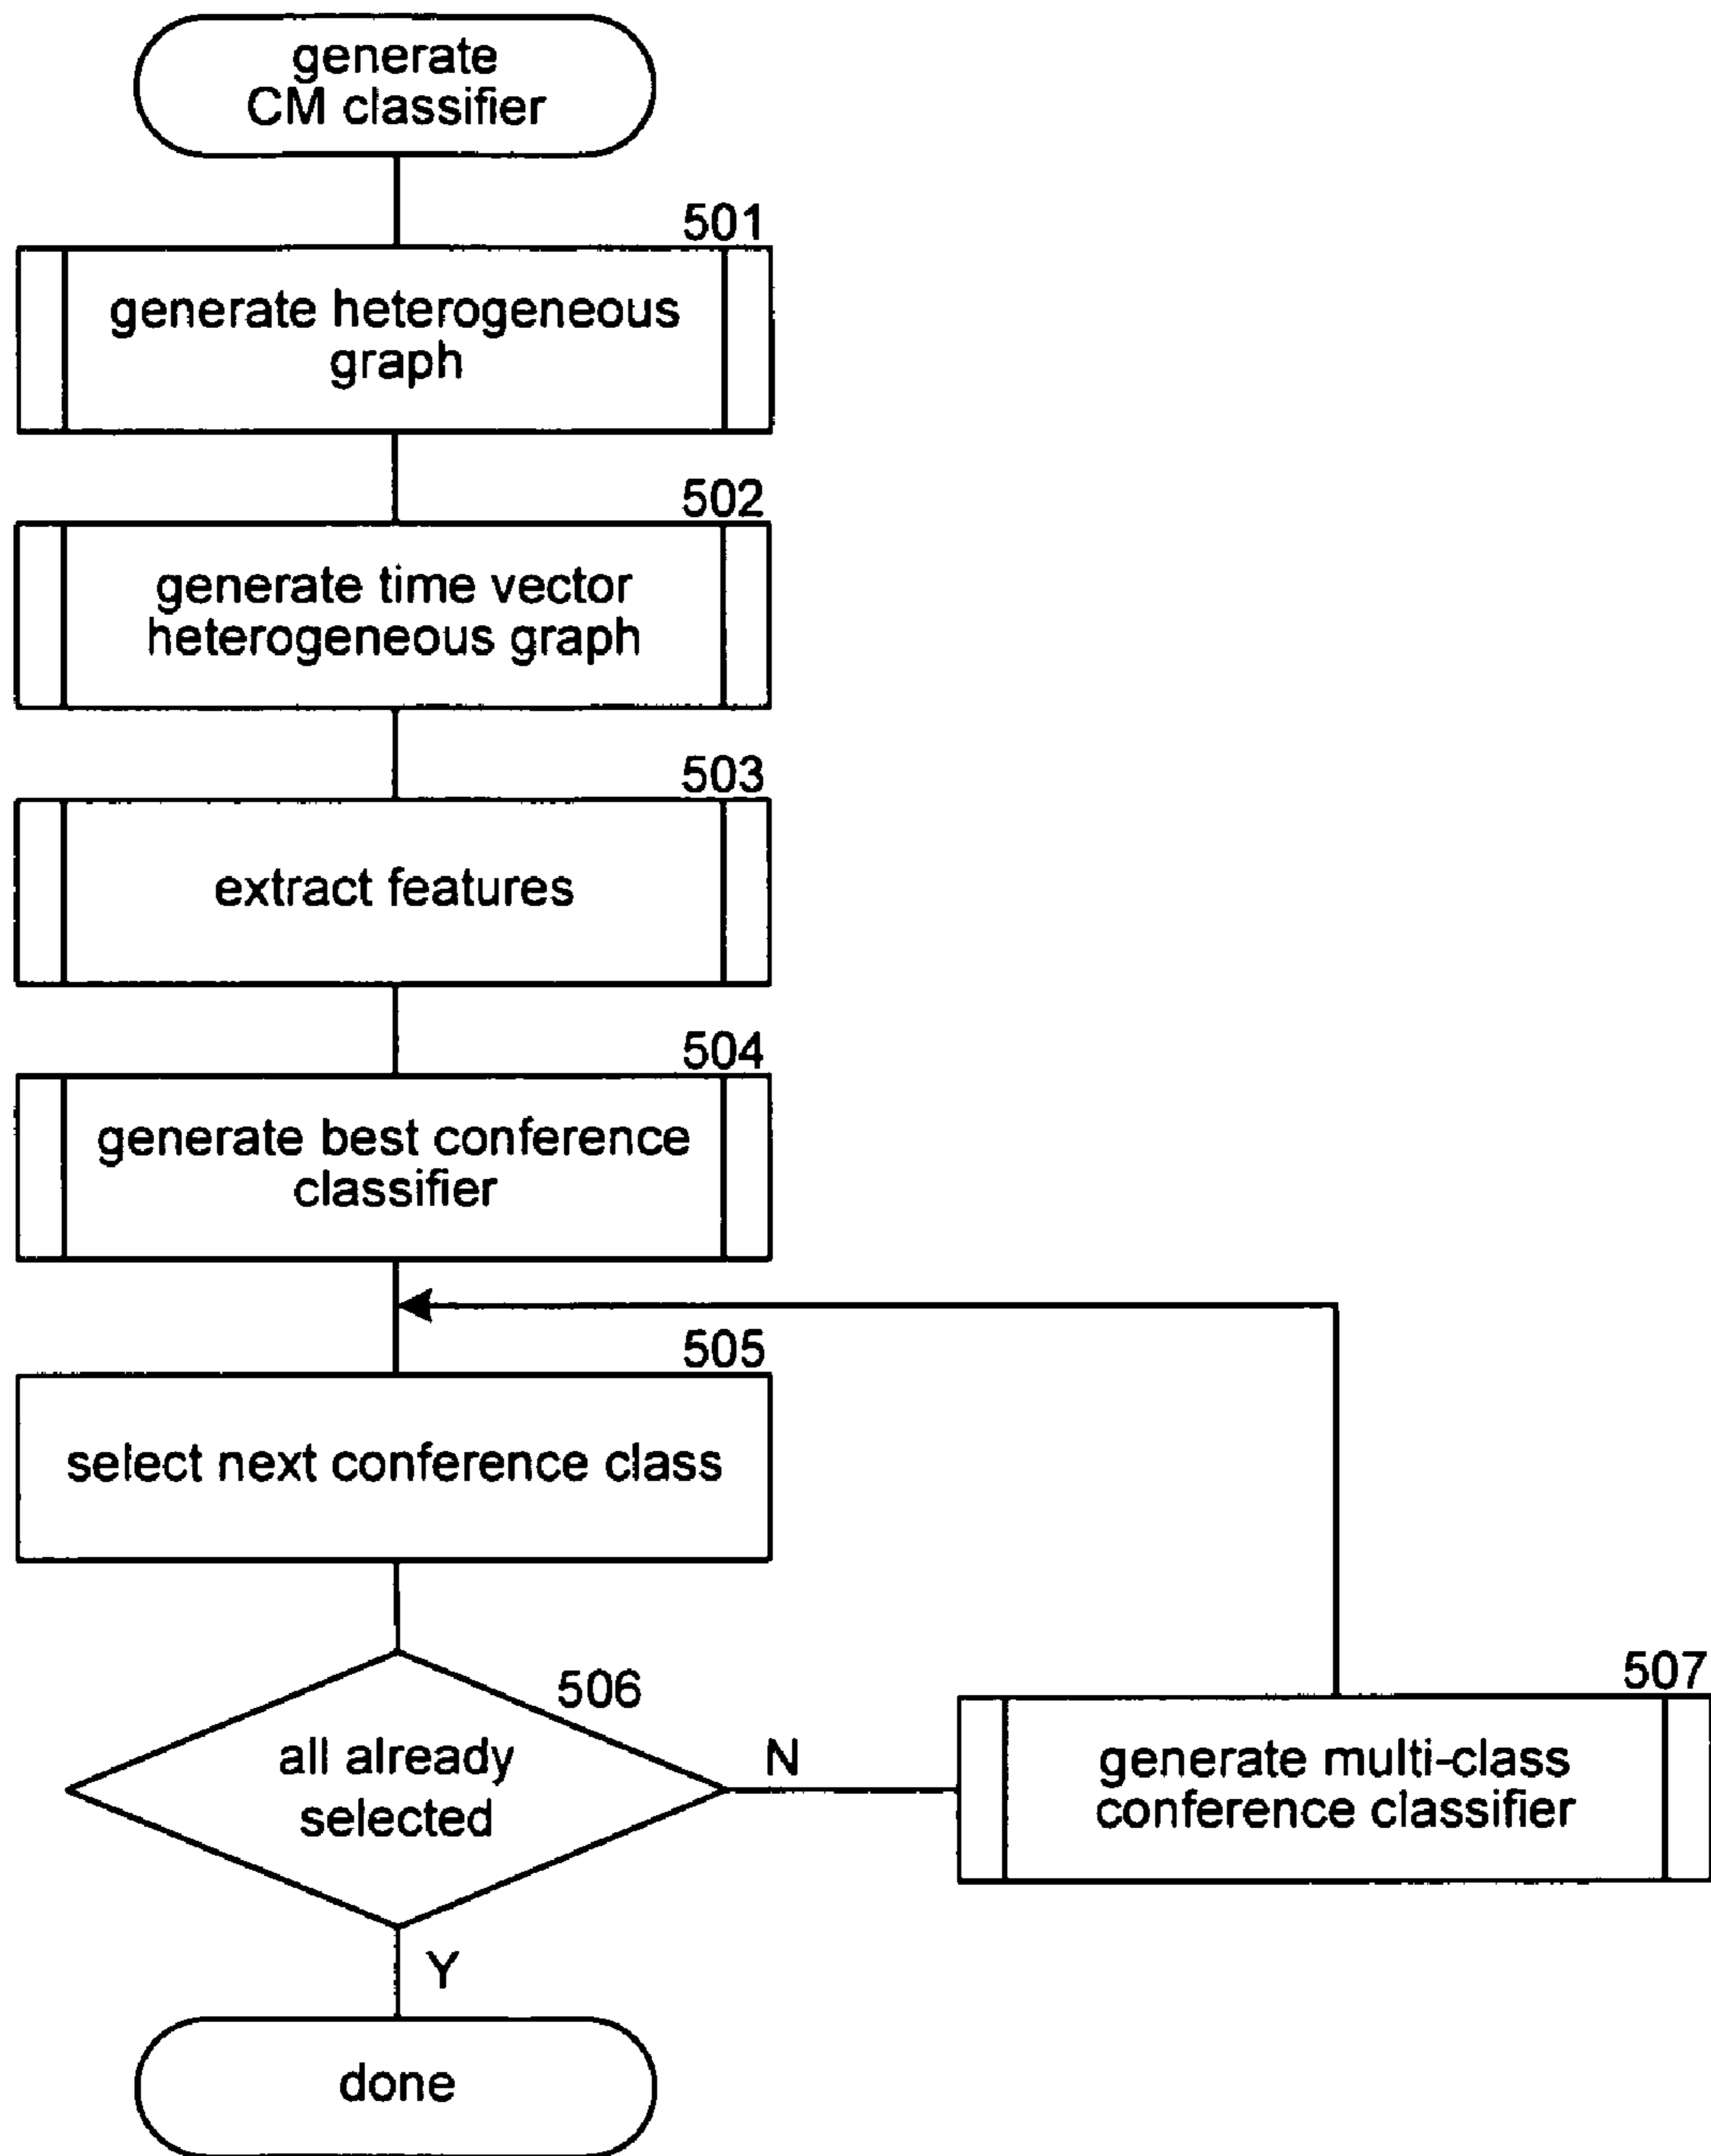 generate
CM classifier
501
generate heterogeneous
graph
502
generate time vector
heterogeneous graph
503
extract features
504
generate best conference
classifier
505
select next conference class
506
all already
selected
N
507
generate multi-class
conference classifier
Y
done